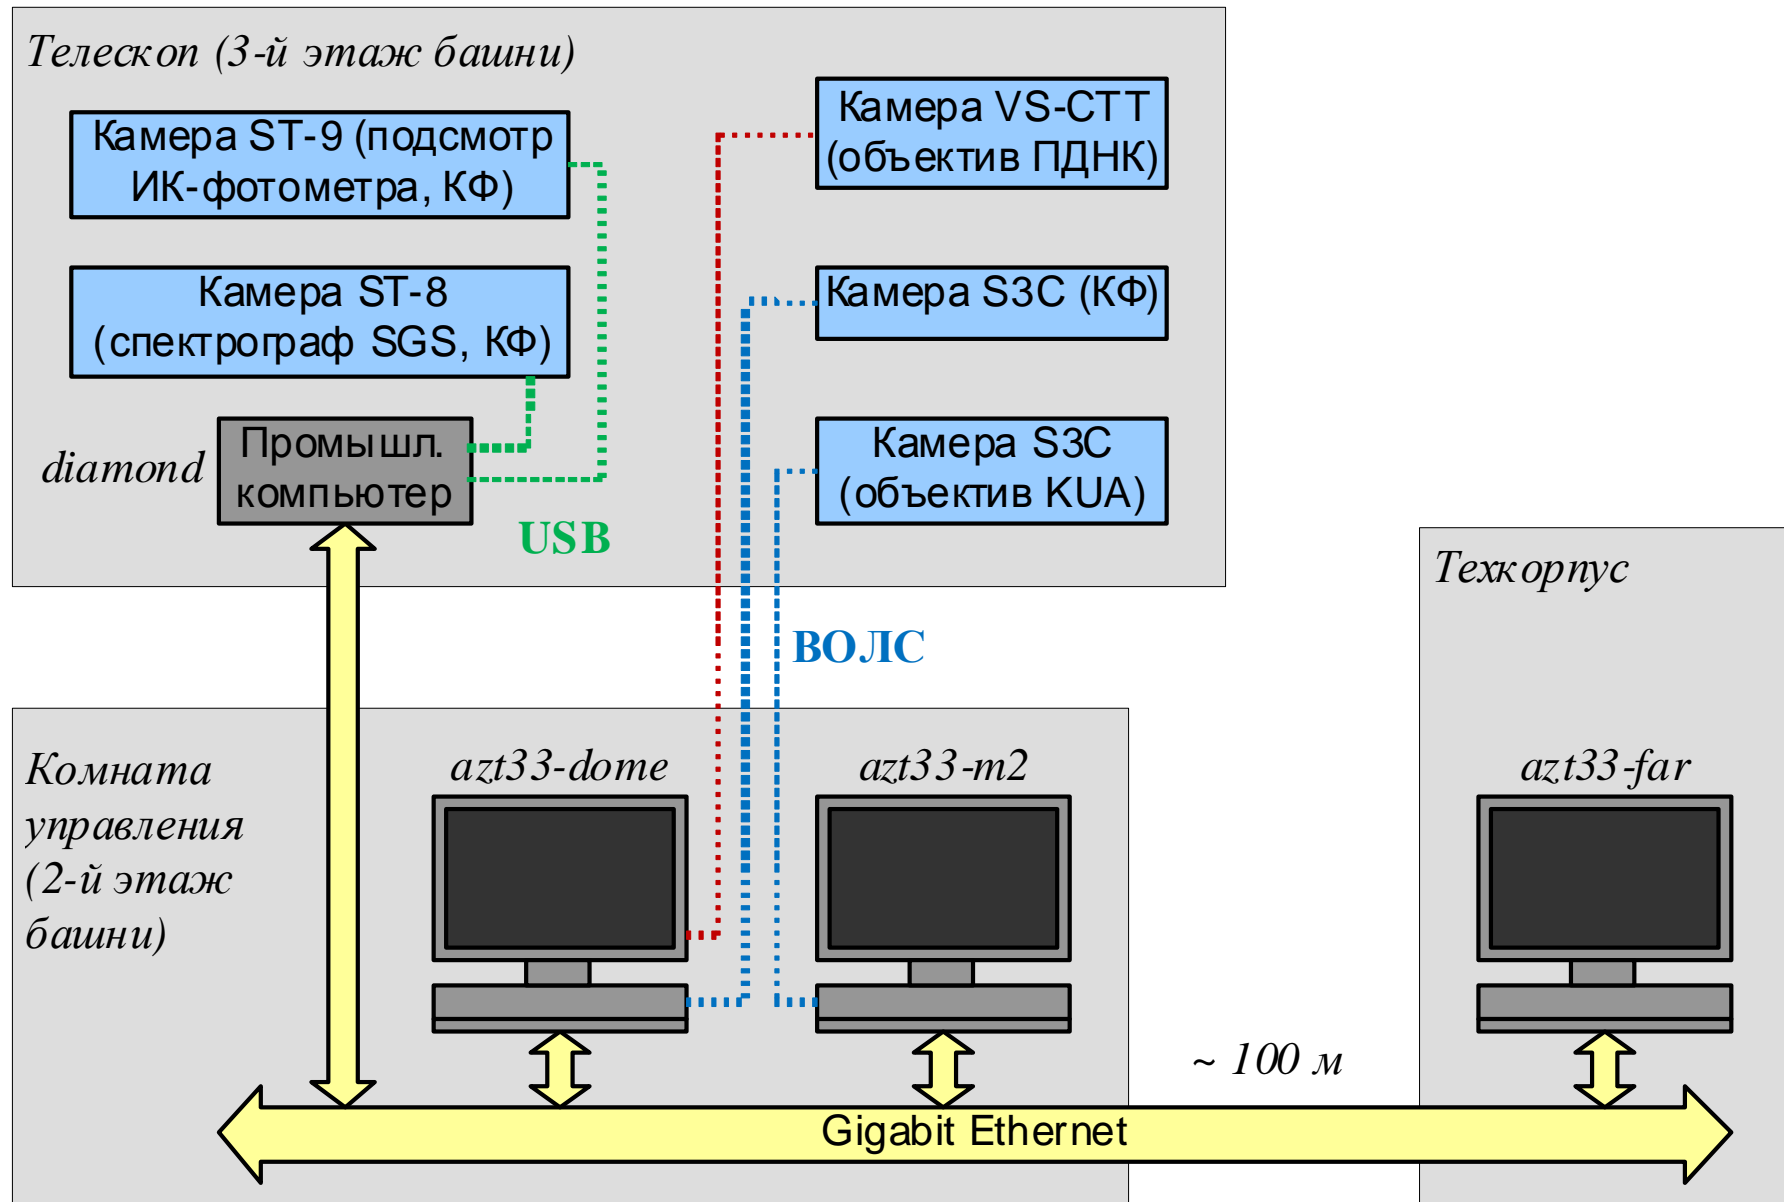 Телескоп (3-й этаж башни)
Камера ST-9 (подсмотр
ИК-фотометра, КФ)
Камера VS-CTT
(объектив ПДНК)
Камера ST-8
(спектрограф SGS, КФ)
Камера S3C (КФ)
diamond
Промышл.
компьютер
Камера S3C
(объектив KUA)
USB
Техкорпус
ВОЛС
Комната
управления
(2-й этаж
башни)
azt33-dome
azt33-m2
azt33-far
~ 100 м
Gigabit Ethernet